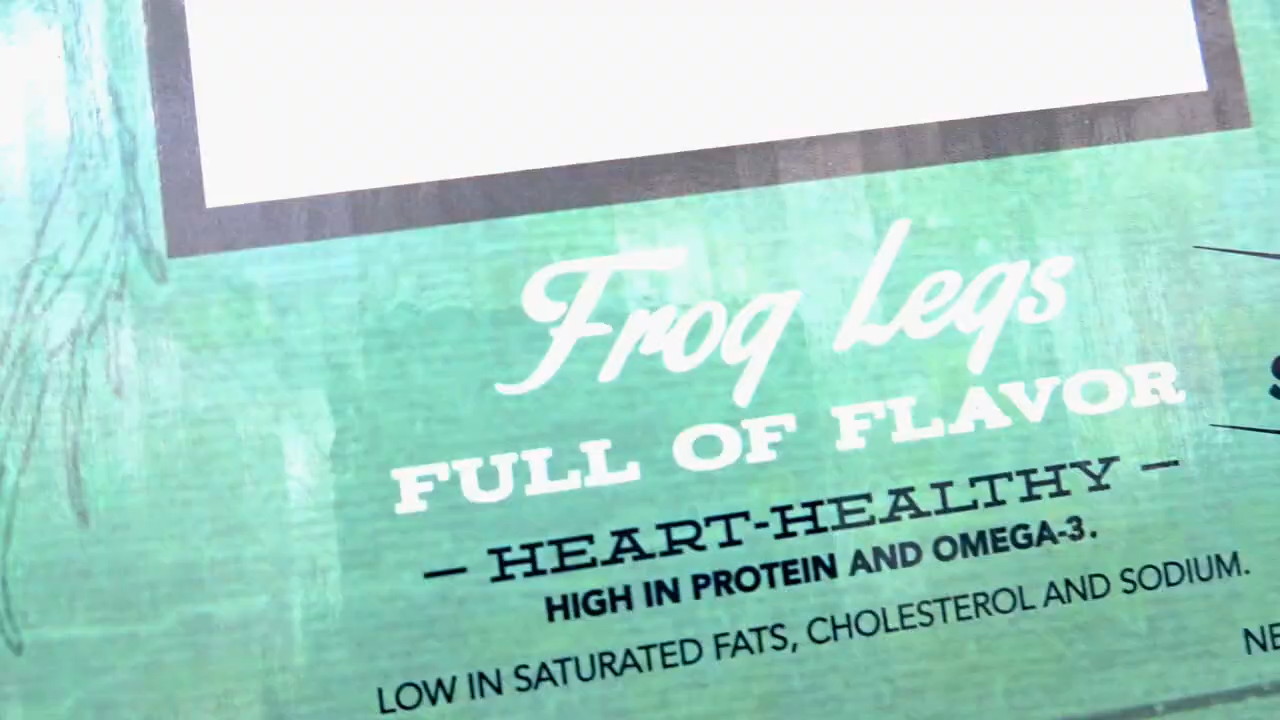 Frog Legs
FULL OF FLAVOR
— HEART-HEALTHY —
HIGH IN PROTEIN AND OMEGA-3.
LOW IN SATURATED FATS, CHOLESTEROL AND SODIUM.